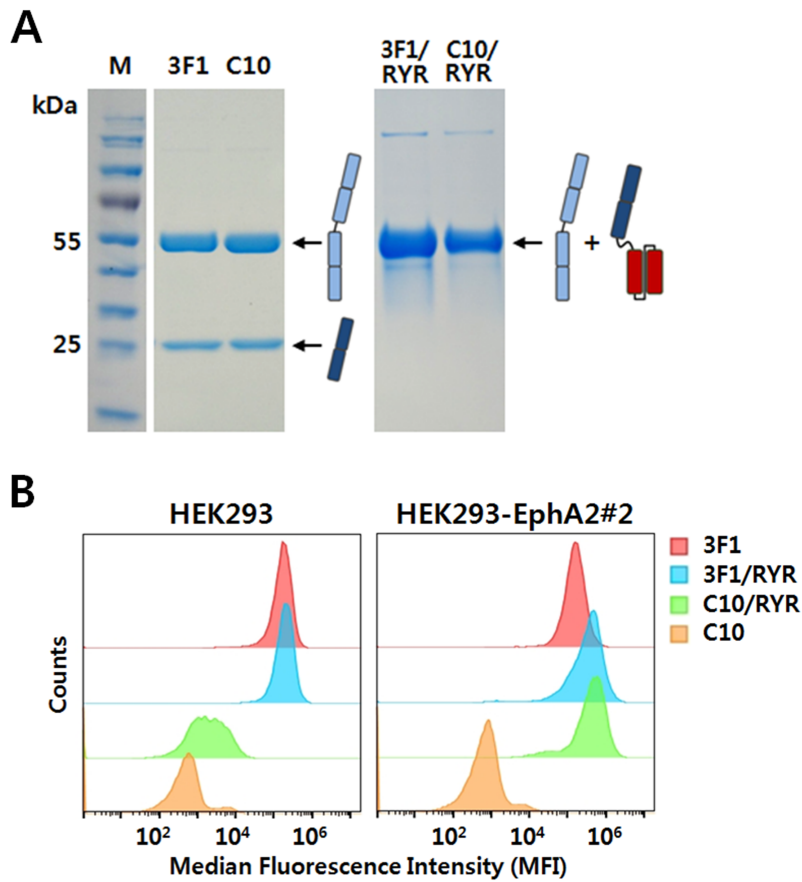 A
M 3F1 C10
3F1/ C10/
RYR RYR
kDa
55
+
25
B
HEK293 HEK293-EphA2#2
3F1
3F1/RYR
C10/RYR
C10
Counts
10² 10⁴ 10⁶ 10² 10⁴ 10⁶
Median Fluorescence Intensity (MFI)